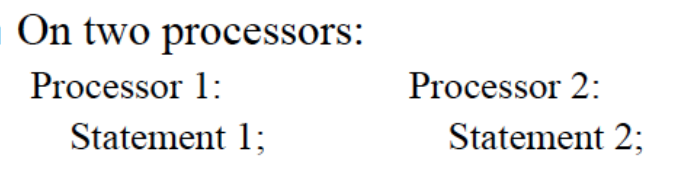 On two processors:
Processor 1: Processor 2:
Statement 1; Statement 2;